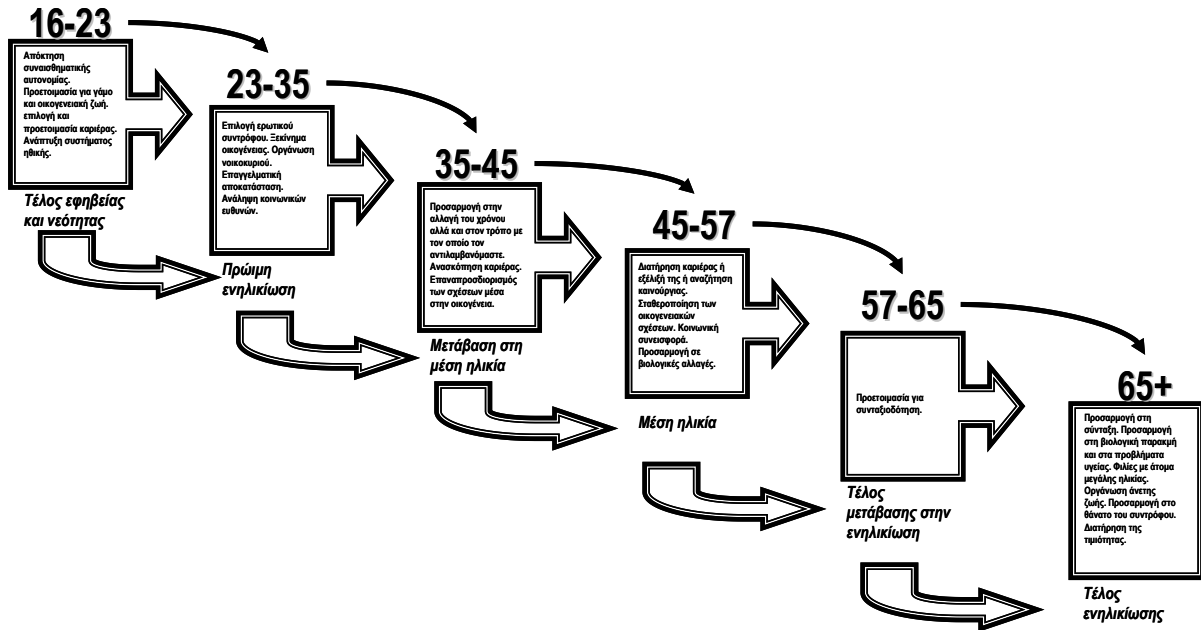 16-23
Απόκτηση
συναισθηματικής
αυτονομίας.
Προετοιμασία για γάμο
και οικογενειακή ζωή.
επιλογή και
προετοιμασία καριέρας.
Ανάπτυξη συστήματος
ηθικής.
Τέλος εφηβείας
και νεότητας
23-35
Επιλογή ερωτικού
συντρόφου. Ξεκίνημα
οικογένειας. Οργάνωση
νοικοκυριού.
Επαγγελματική
αποκατάσταση.
Ανάληψη κοινωνικών
ευθυνών.
Πρώιμη
ενηλικίωση
35-45
Προσαρμογή στην
αλλαγή του χρόνου
αλλά και στον τρόπο με
τον οποίο τον
αντιλαμβανόμαστε.
Ανασκόπηση καριέρας.
Επαναπροσδιορισμός
των σχέσεων μέσα
στην οικογένεια.
Μετάβαση στη
μέση ηλικία
45-57
Διατήρηση καριέρας ή
εξέλιξή της ή αναζήτηση
καινούργιας.
Σταθεροποίηση των
οικογενειακών
σχέσεων. Κοινωνική
συνεισφορά.
Προσαρμογή σε
βιολογικές αλλαγές.
Μέση ηλικία
57-65
Προετοιμασία για
συνταξιοδότηση.
Τέλος
μετάβασης στην
ενηλικίωση
65+
Προσαρμογή στη
σύνταξη. Προσαρμογή
στη βιολογική παρακμή
και στα προβλήματα
υγείας. Φιλίες με άτομα
μεγάλης ηλικίας.
Οργάνωση άνετης
ζωής. Προσαρμογή στο
θάνατο του συντρόφου.
Διατήρηση της
τιμιότητας.
Τέλος
ενηλικίωσης